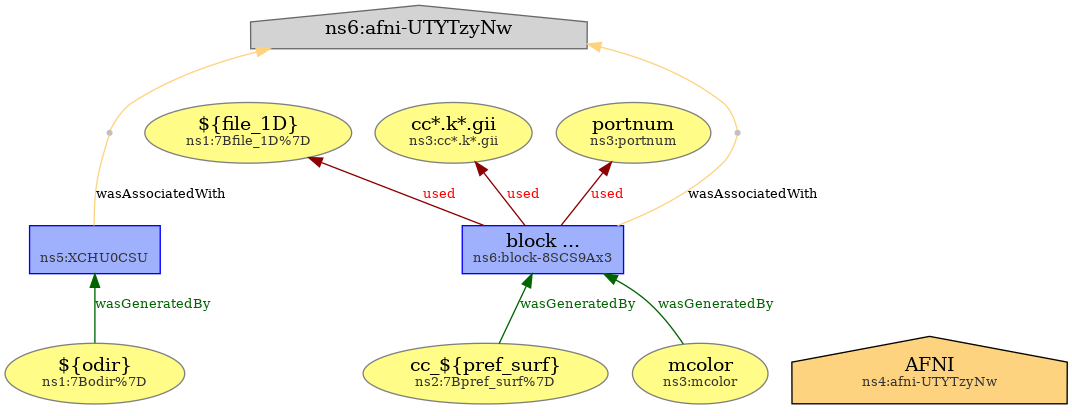 ns6:afni-UTYTzyNw
${file_1D}
ns1:7Bfile_1D%7D
cc*.k*.gii
ns3:cc*.k*.gii
portnum
ns3:portnum
wasAssociatedWith
used
used
used
wasAssociatedWith
ns5:XCHU0CSU
block ...
ns6:block-8SCS9Ax3
wasGeneratedBy
wasGeneratedBy
wasGeneratedBy
${odir}
ns1:7Bodir%7D
cc_${pref_surf}
ns2:7Bpref_surf%7D
mcolor
ns3:mcolor
AFNI
ns4:afni-UTYTzyNw